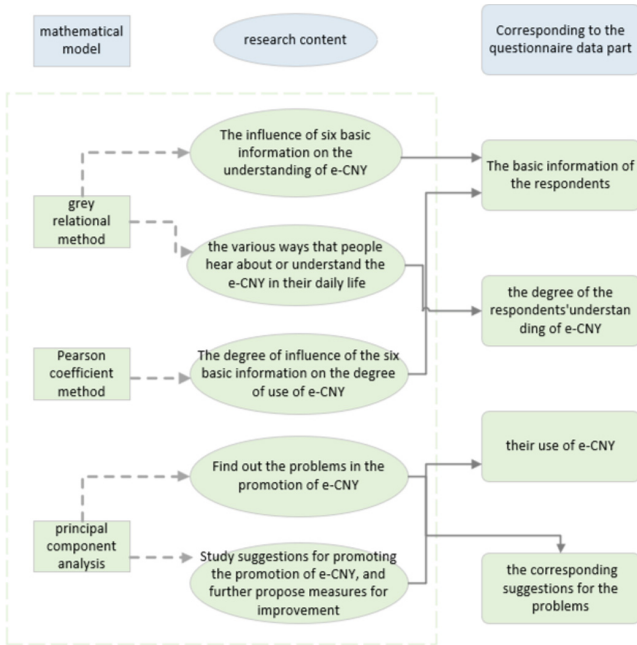 mathematical
model
research content
Corresponding to the
questionnaire data part
The influence of six basic
information on the
understanding of e-CNY
The basic information of
the respondents
grey
relational
method
the various ways that people
hear about or understand the
e-CNY in their daily life
the degree of the
respondents'understan
ding of e-CNY
Pearson
coefficient
method
The degree of influence of the six
basic information on the degree
of use of e-CNY
Find out the problems in the
promotion of e-CNY
their use of e-CNY
principal
component
analysis
Study suggestions for promoting
the promotion of e-CNY, and
further propose measures for
improvement
the corresponding
suggestions for the
problems